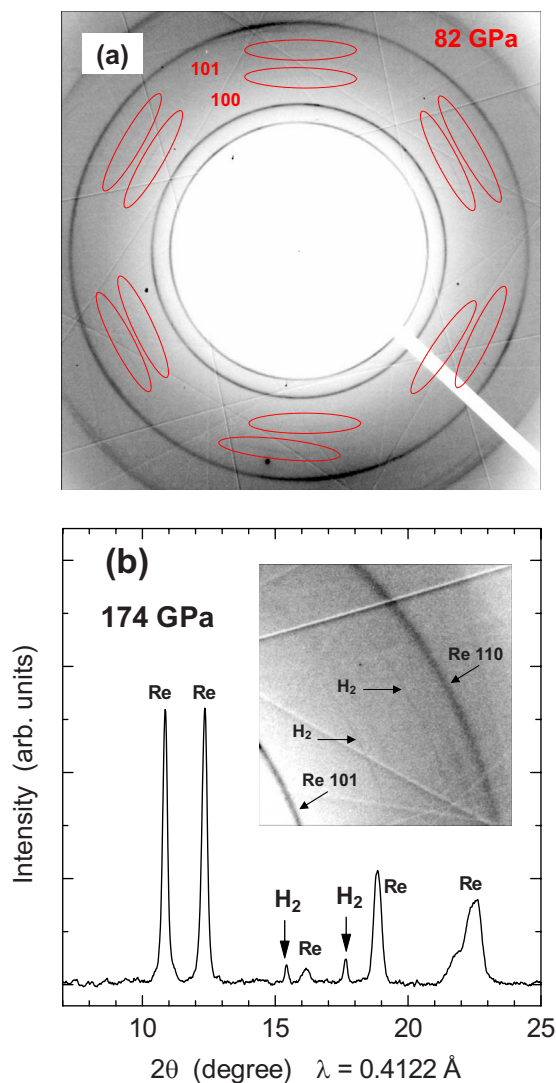 (a)
82 GPa
101
100
(b)
174 GPa
Re
Re
H2
Re
H2
Re
Re
H2
H2
Re 110
Re 101
Intensity (arb. units)
10
15
20
25
2θ (degree) λ = 0.4122 Å